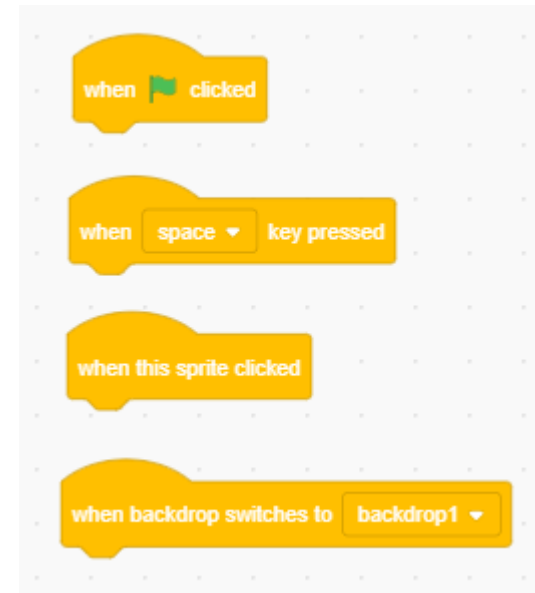 when clicked
when space key pressed
when this sprite clicked
when backdrop switches to backdrop1